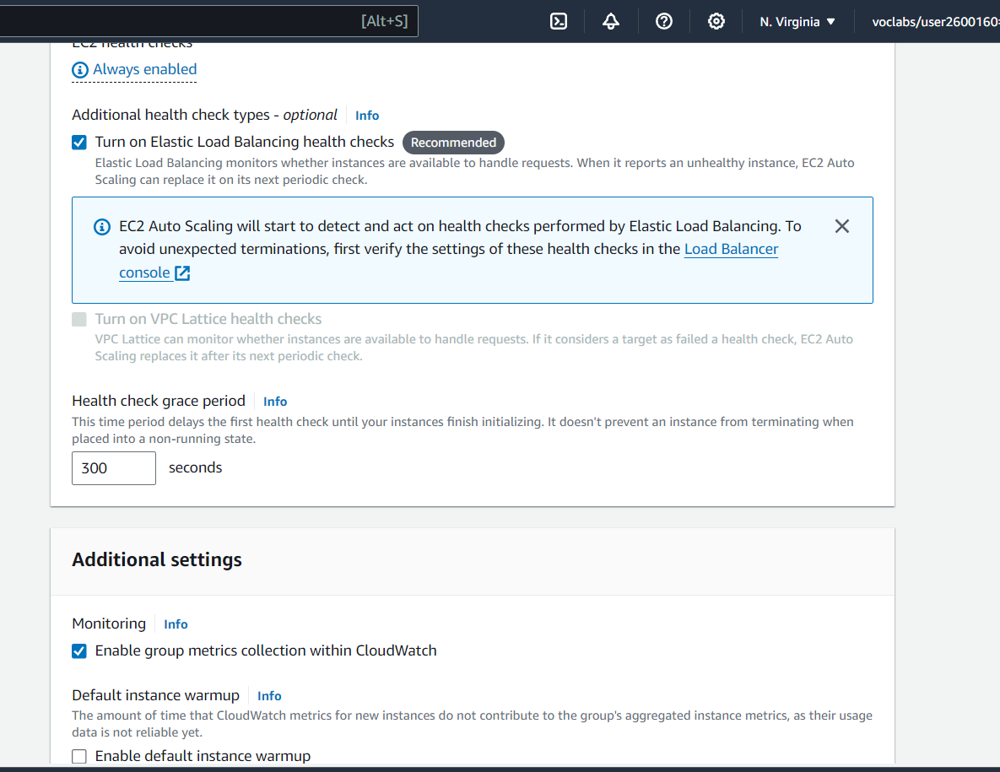 [Alt+S]
N. Virginia
voclabs/user2600160
EC2 health checks
Always enabled
Additional health check types - optional
Info
Turn on Elastic Load Balancing health checks
Recommended
Elastic Load Balancing monitors whether instances are available to handle requests. When it reports an unhealthy instance, EC2 Auto
Scaling can replace it on its next periodic check.
EC2 Auto Scaling will start to detect and act on health checks performed by Elastic Load Balancing. To
avoid unexpected terminations, first verify the settings of these health checks in the Load Balancer
console
Turn on VPC Lattice health checks
VPC Lattice can monitor whether instances are available to handle requests. If it considers a target as failed a health check, EC2 Auto
Scaling replaces it after its next periodic check.
Health check grace period
Info
This time period delays the first health check until your instances finish initializing. It doesn't prevent an instance from terminating when
placed into a non-running state.
300
seconds
Additional settings
Monitoring
Info
Enable group metrics collection within CloudWatch
Default instance warmup
Info
The amount of time that CloudWatch metrics for new instances do not contribute to the group's aggregated instance metrics, as their usage
data is not reliable yet.
Enable default instance warmup